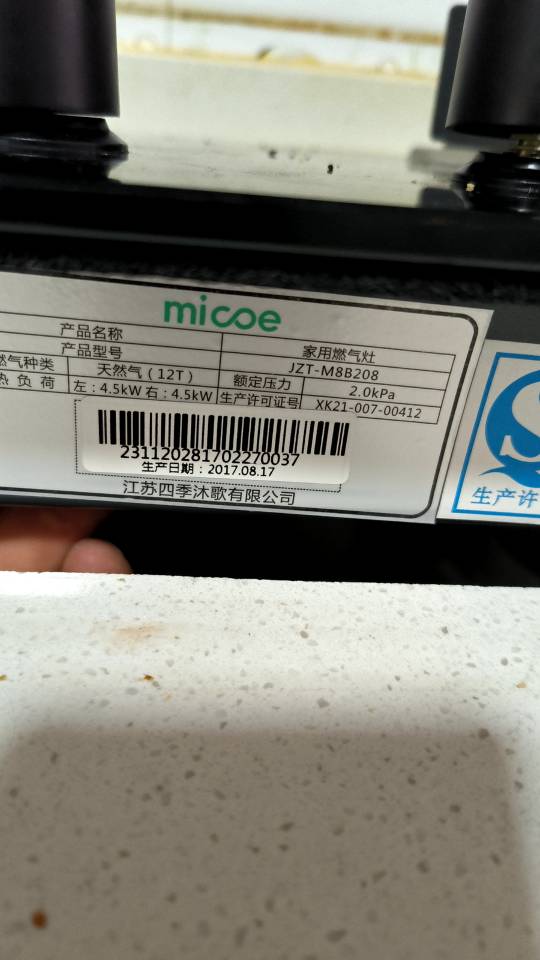 micoe
产品名称 家用燃气灶
产品型号 JZT-M8B208
燃气种类 天然气(12T) 额定压力 2.0kPa
热负荷 左:4.5kW 右:4.5kW 生产许可证号 XK21-007-00412
231120281702270037
生产日期:2017.08.17
江苏四季沐歌有限公司
生产许